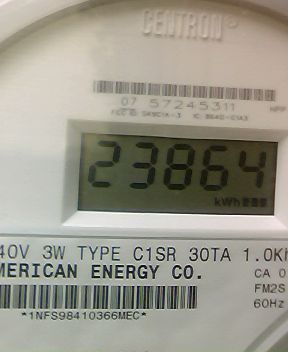 CENTRON
07 57245311
23864
kWh
40V 3W TYPE C1SR 30TA 1.0Kh
MERICAN ENERGY CO.
CA 0
FM2S
60Hz
*1NFS98410366MEC*